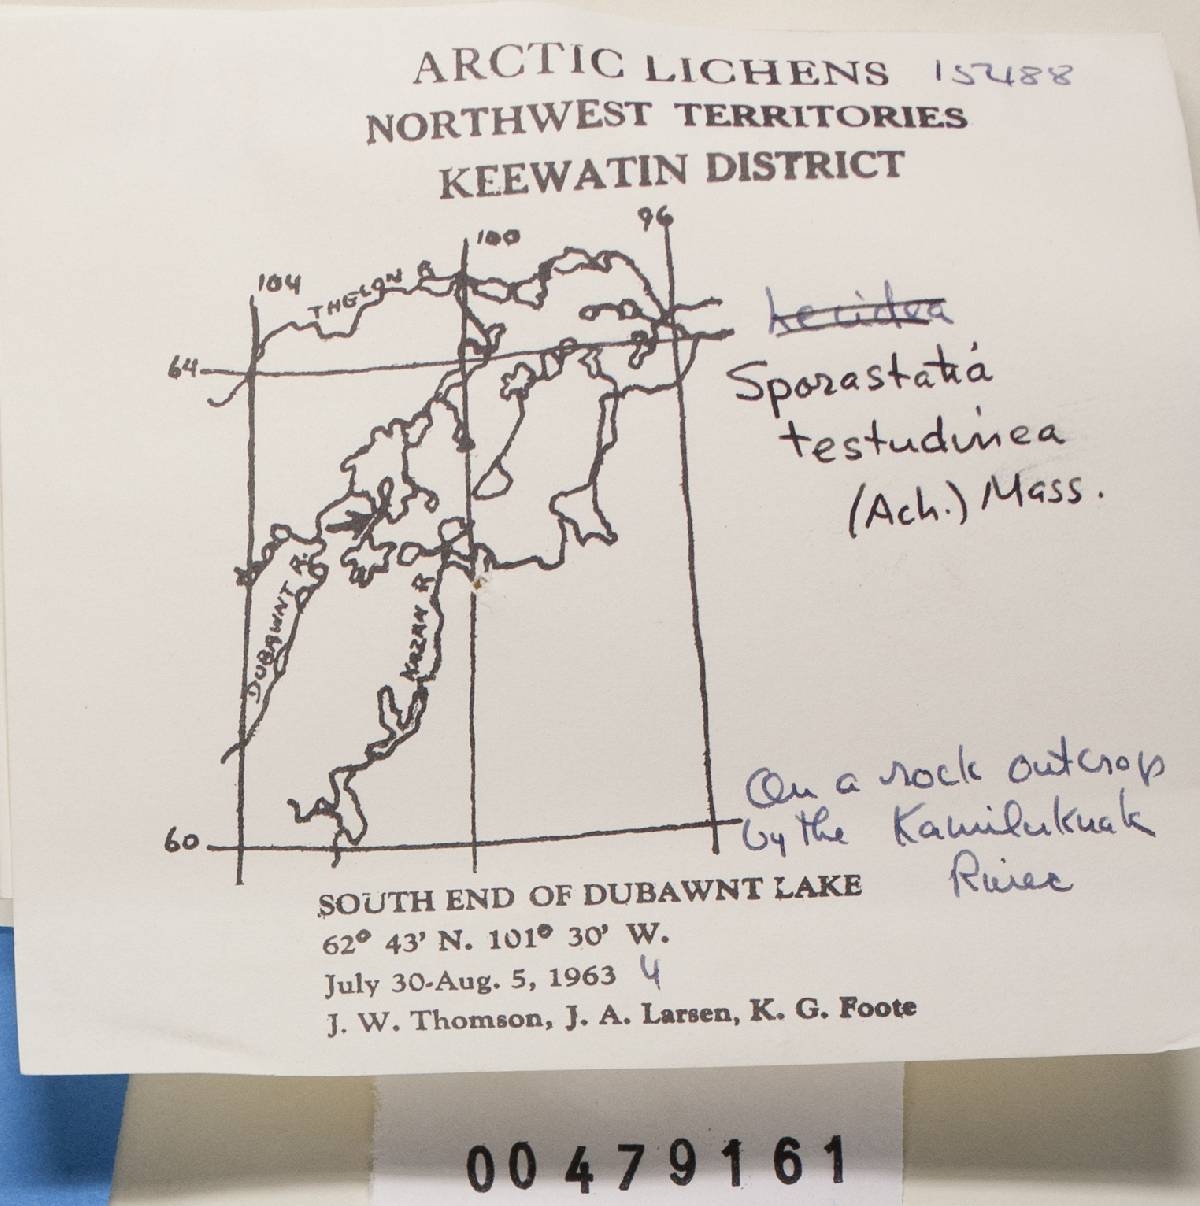 ARCTIC LICHENS 152488
NORTHWEST TERRITORIES
KEEWATIN DISTRICT
96
100
104
THELON R
64
Lecidea
Sporastatia
testudinea
(Ach.) Mass.
DUBAWNT R.
KAZAN R
On a rock outcrop
by the Kamilukuak
River
60
SOUTH END OF DUBAWNT LAKE
62° 43' N. 101° 30' W.
July 30-Aug. 5, 1963 4
J. W. Thomson, J. A. Larsen, K. G. Foote
00479161